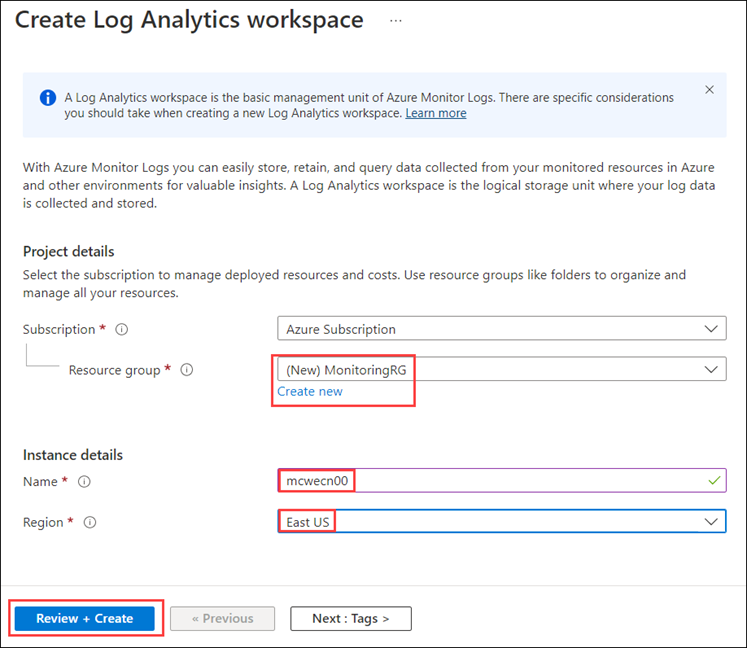 Create Log Analytics workspace ...
A Log Analytics workspace is the basic management unit of Azure Monitor Logs. There are specific considerations
you should take when creating a new Log Analytics workspace. Learn more
With Azure Monitor Logs you can easily store, retain, and query data collected from your monitored resources in Azure
and other environments for valuable insights. A Log Analytics workspace is the logical storage unit where your log data
is collected and stored.
Project details
Select the subscription to manage deployed resources and costs. Use resource groups like folders to organize and
manage all your resources.
Subscription * Azure Subscription
Resource group * (New) MonitoringRG
Create new
Instance details
Name * mcwecn00
Region * East US
Review + Create « Previous Next : Tags >